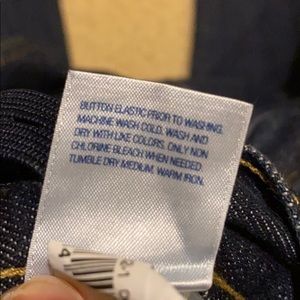 BUTTON ELASTIC PRIOR TO WASHING.
MACHINE WASH COLD. WASH AND
DRY WITH LIKE COLORS. ONLY NON
CHLORINE BLEACH WHEN NEEDED
TUMBLE DRY MEDIUM. WARM IRON.